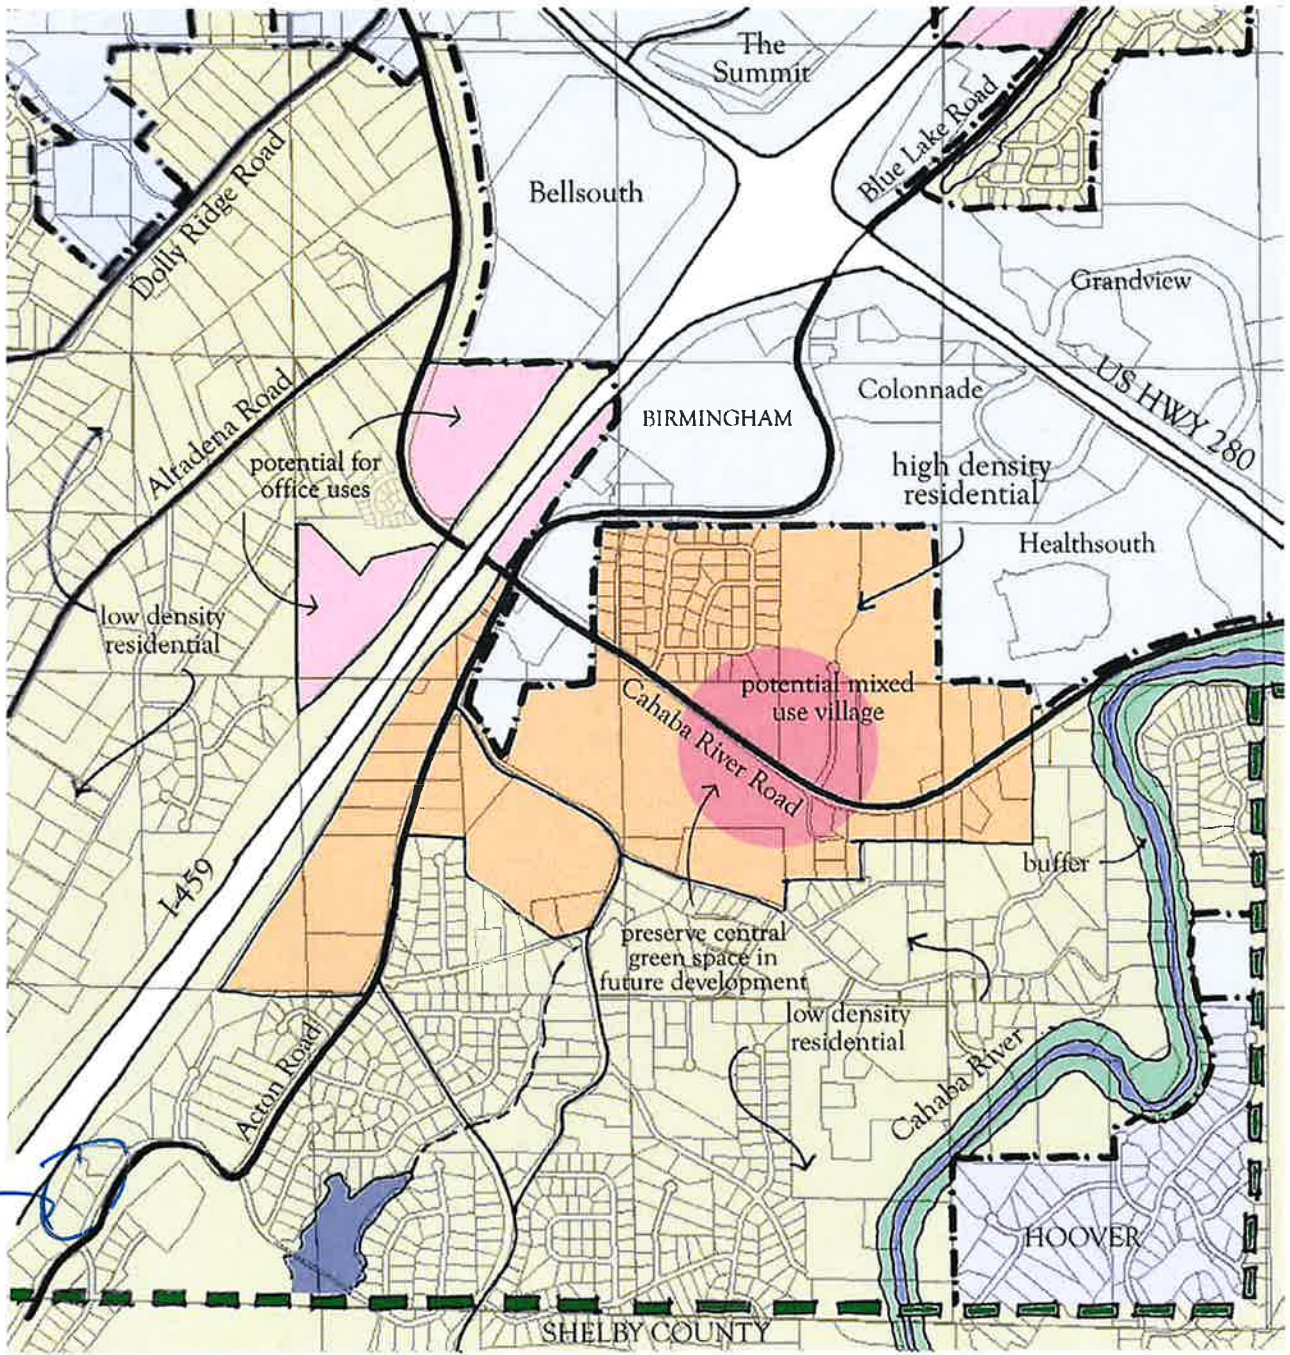 The
Summit
Blue Lake Road
Bellsouth
Dolly Ridge Road
Grandview
US HWY 280
Colonnade
BIRMINGHAM
Altadena Road
potential for
office uses
high density
residential
Healthsouth
low density
residential
potential mixed
use village
Cahaba River Road
buffer
I-459
preserve central
green space in
future development
low density
residential
Cahaba River
Acton Road
HOOVER
SHELBY COUNTY